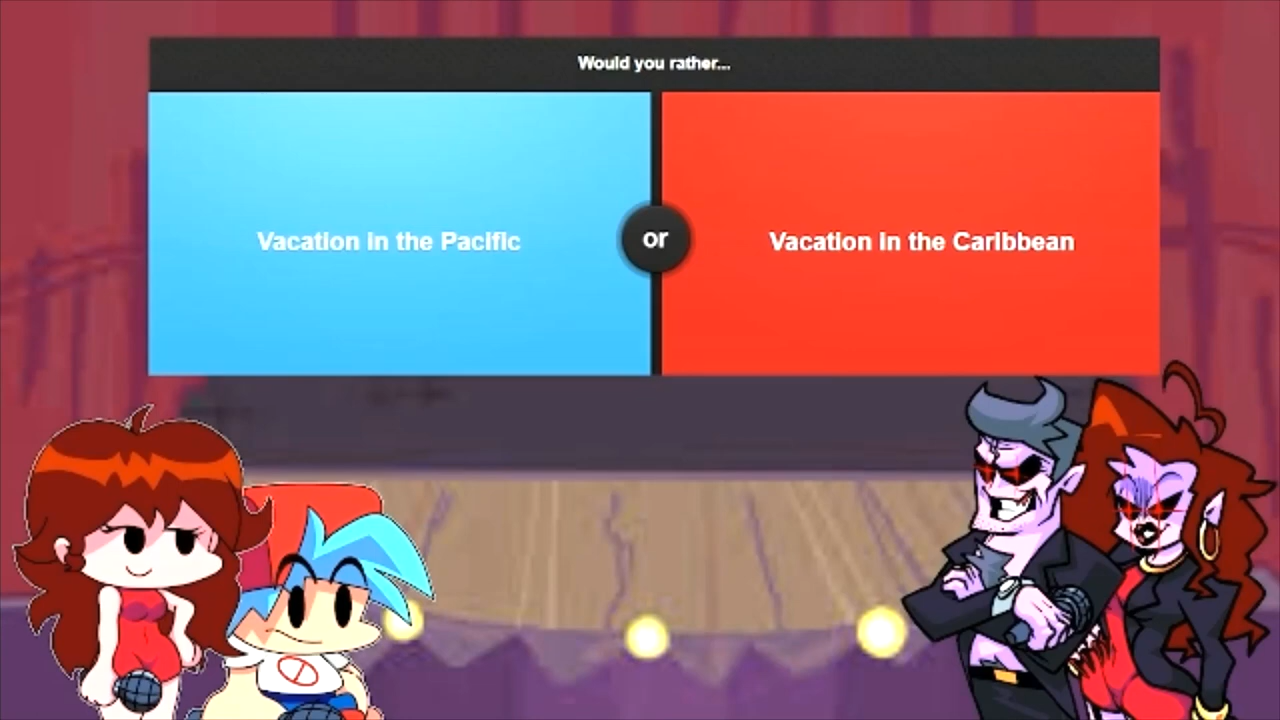 Would you rather...
Vacation in the Pacific
or
Vacation in the Caribbean